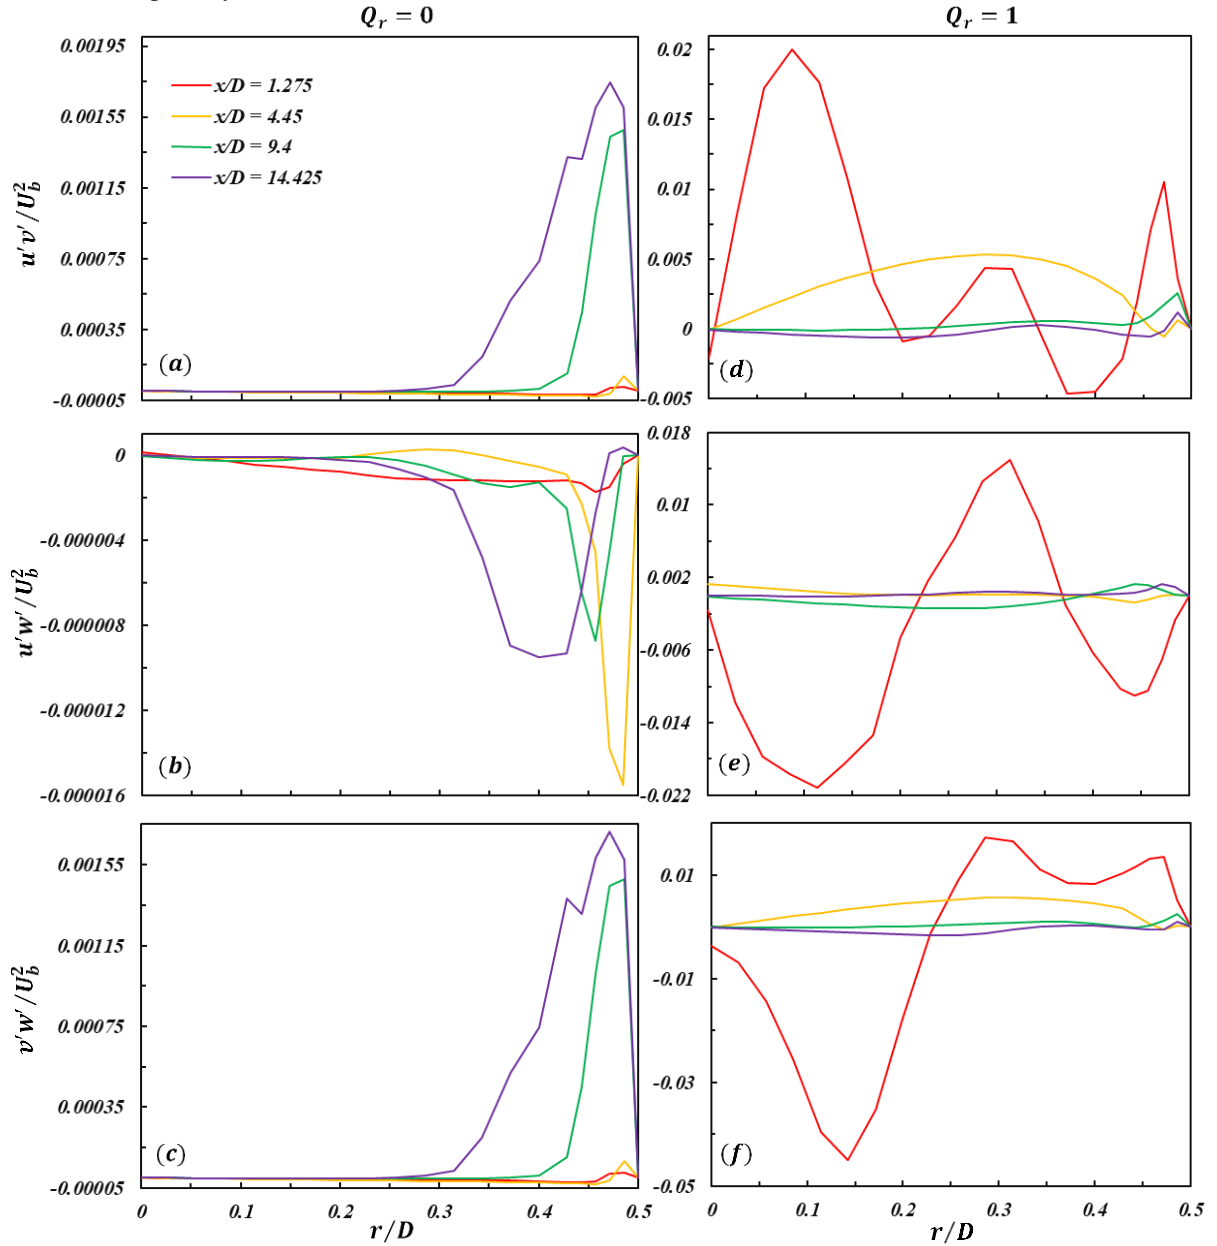 Q_r = 0
Q_r = 1
0.00195
0.00155
0.00115
0.00075
0.00035
-0.00005
u'v'/U_b^2
x/D = 1.275
x/D = 4.45
x/D = 9.4
x/D = 14.425
(a)
0.02
0.015
0.01
0.005
0
-0.005
(d)
0
-0.000004
-0.000008
-0.000012
-0.000016
u'w'/U_b^2
(b)
0.018
0.01
0.002
-0.006
-0.014
-0.022
(e)
0.00155
0.00115
0.00075
0.00035
-0.00005
v'w'/U_b^2
(c)
0 0.1 0.2 0.3 0.4 0.5
r/D
0.01
-0.01
-0.03
-0.05
(f)
0 0.1 0.2 0.3 0.4 0.5
r/D